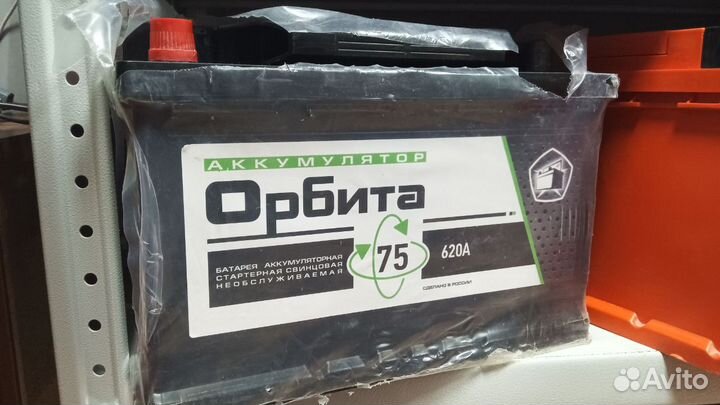 АККУМУЛЯТОР
Орбита
БАТАРЕЯ АККУМУЛЯТОРНАЯ
СТАРТЕРНАЯ СВИНЦОВАЯ
НЕОБСЛУЖИВАЕМАЯ
75
620А
СДЕЛАНО В РОССИИ
Avito